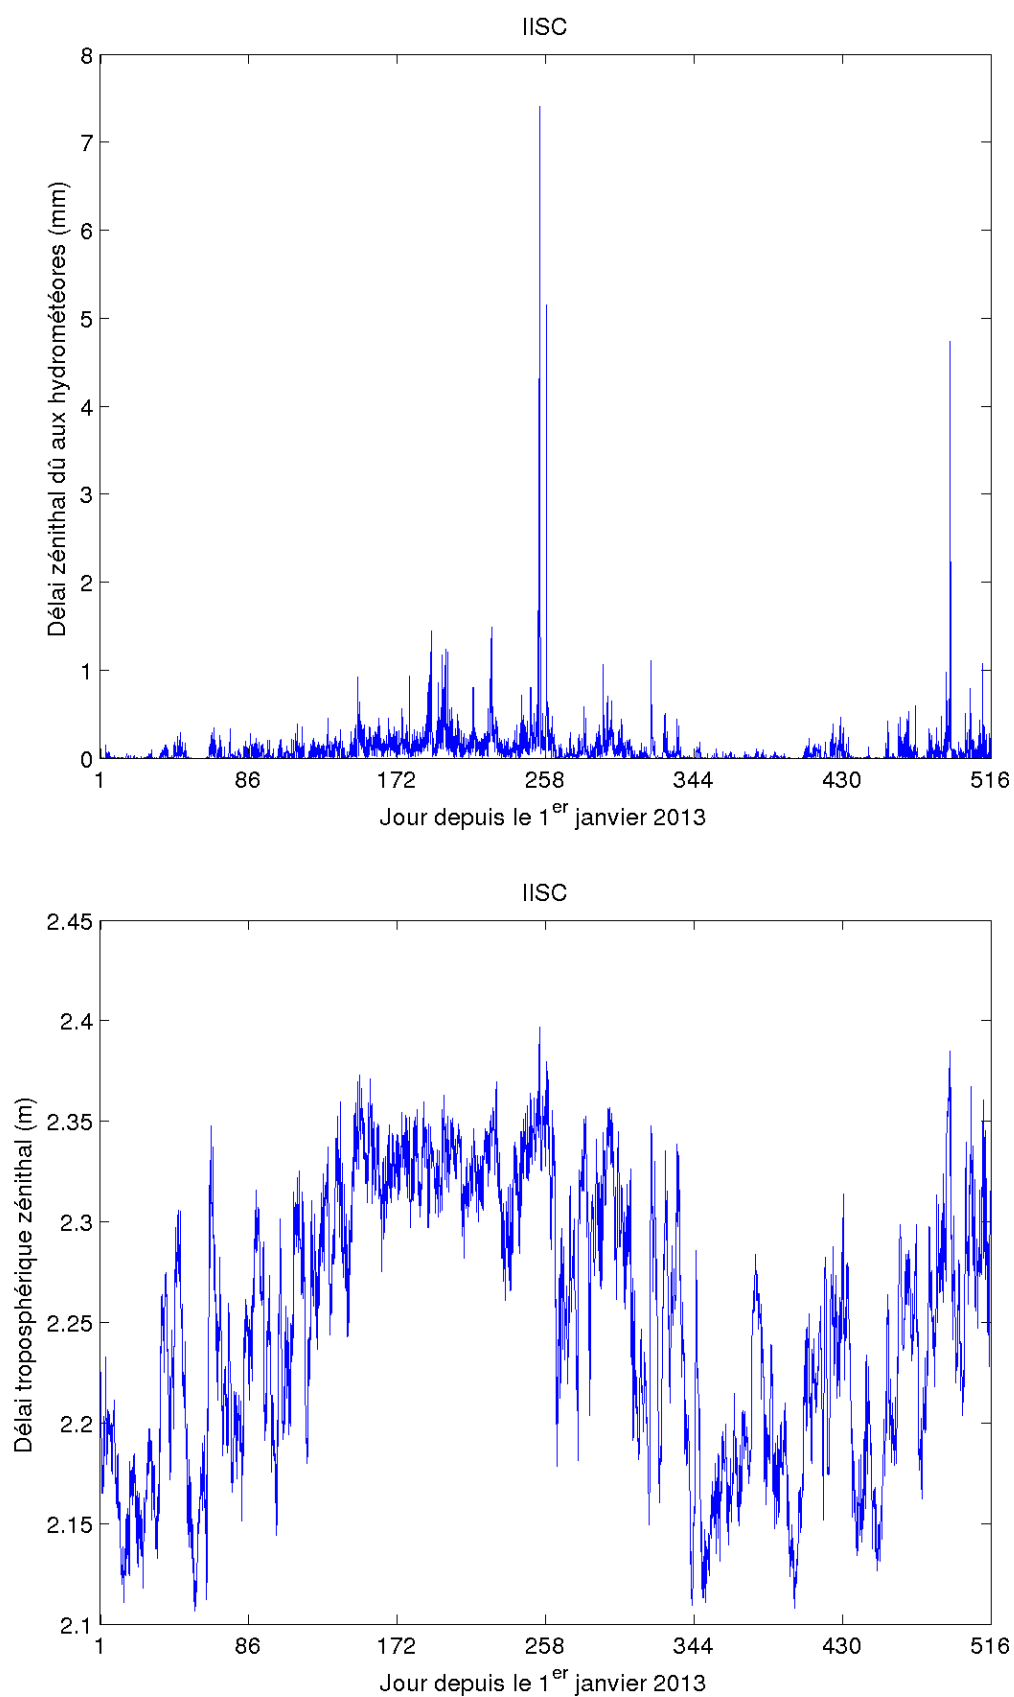 IISC
8
7
6
5
4
3
2
1
0
Délai zénithal dû aux hydrométéores (mm)
1 86 172 258 344 430 516
Jour depuis le 1er janvier 2013
IISC
2.45
2.4
2.35
2.3
2.25
2.2
2.15
2.1
Délai troposphérique zénithal (m)
1 86 172 258 344 430 516
Jour depuis le 1er janvier 2013